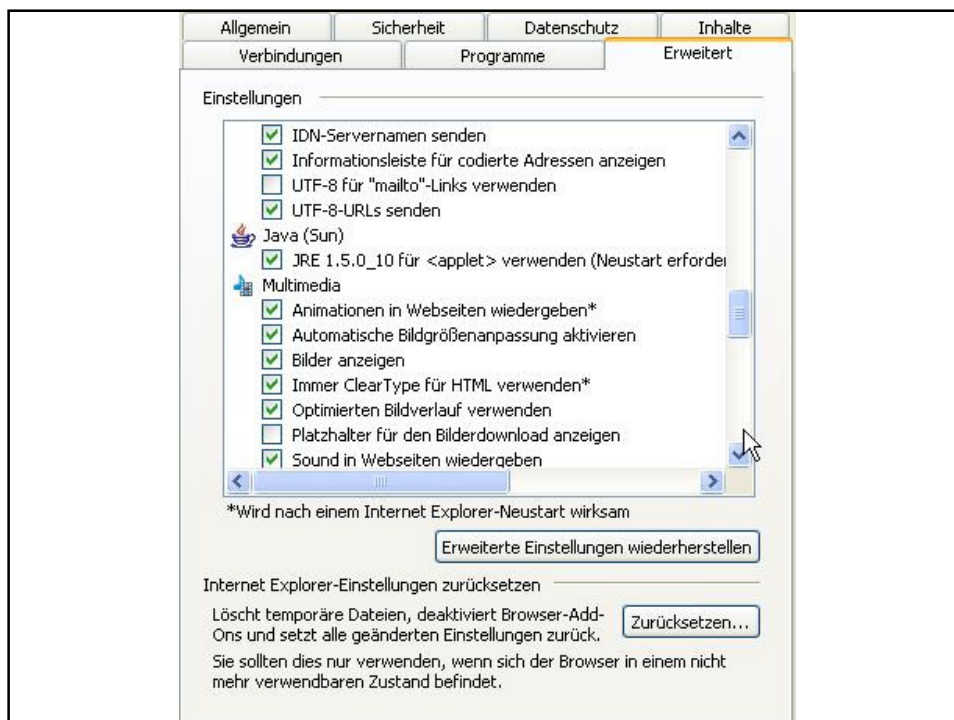 Allgemein Sicherheit Datenschutz Inhalte
Verbindungen Programme Erweitert
Einstellungen
IDN-Servernamen senden
Informationsleiste für codierte Adressen anzeigen
UTF-8 für "mailto"-Links verwenden
UTF-8-URLs senden
Java (Sun)
JRE 1.5.0_10 für <applet> verwenden (Neustart erforder
Multimedia
Animationen in Webseiten wiedergeben*
Automatische Bildgrößenanpassung aktivieren
Bilder anzeigen
Immer ClearType für HTML verwenden*
Optimierten Bildverlauf verwenden
Platzhalter für den Bilderdownload anzeigen
Sound in Webseiten wiedergeben
*Wird nach einem Internet Explorer-Neustart wirksam
Erweiterte Einstellungen wiederherstellen
Internet Explorer-Einstellungen zurücksetzen
Löscht temporäre Dateien, deaktiviert Browser-Add-
Ons und setzt alle geänderten Einstellungen zurück.
Zurücksetzen...
Sie sollten dies nur verwenden, wenn sich der Browser in einem nicht
mehr verwendbaren Zustand befindet.